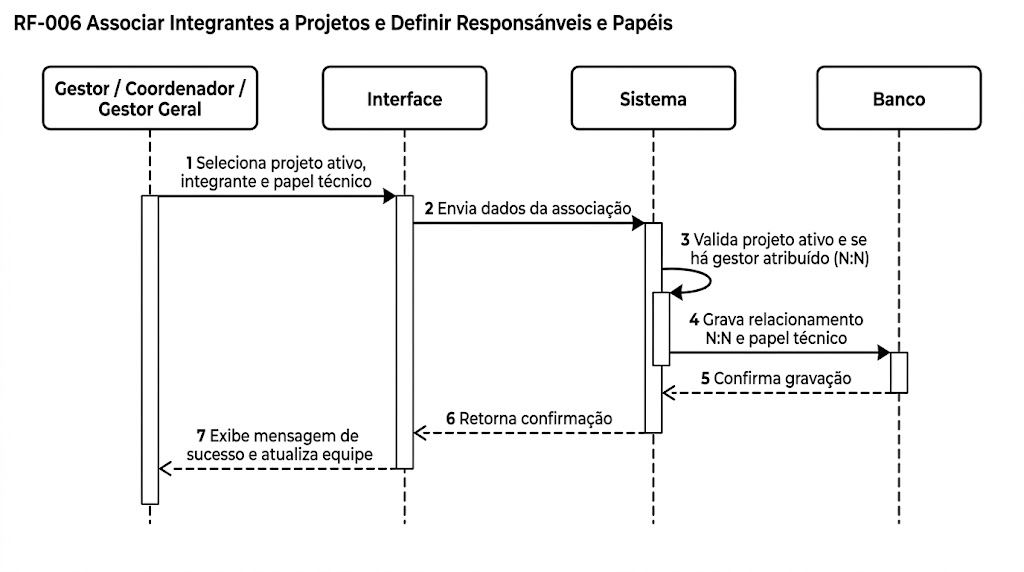 RF-006 Associar Integrantes a Projetos e Definir Responsánveis e Papéis
Gestor / Coordenador /
Gestor Geral
Interface
Sistema
Banco
1 Seleciona projeto ativo,
integrante e papel técnico
2 Envia dados da associação
3 Valida projeto ativo e se
há gestor atribuído (N:N)
4 Grava relacionamento
N:N e papel técnico
5 Confirma gravação
6 Retorna confirmação
7 Exibe mensagem de
sucesso e atualiza equipe